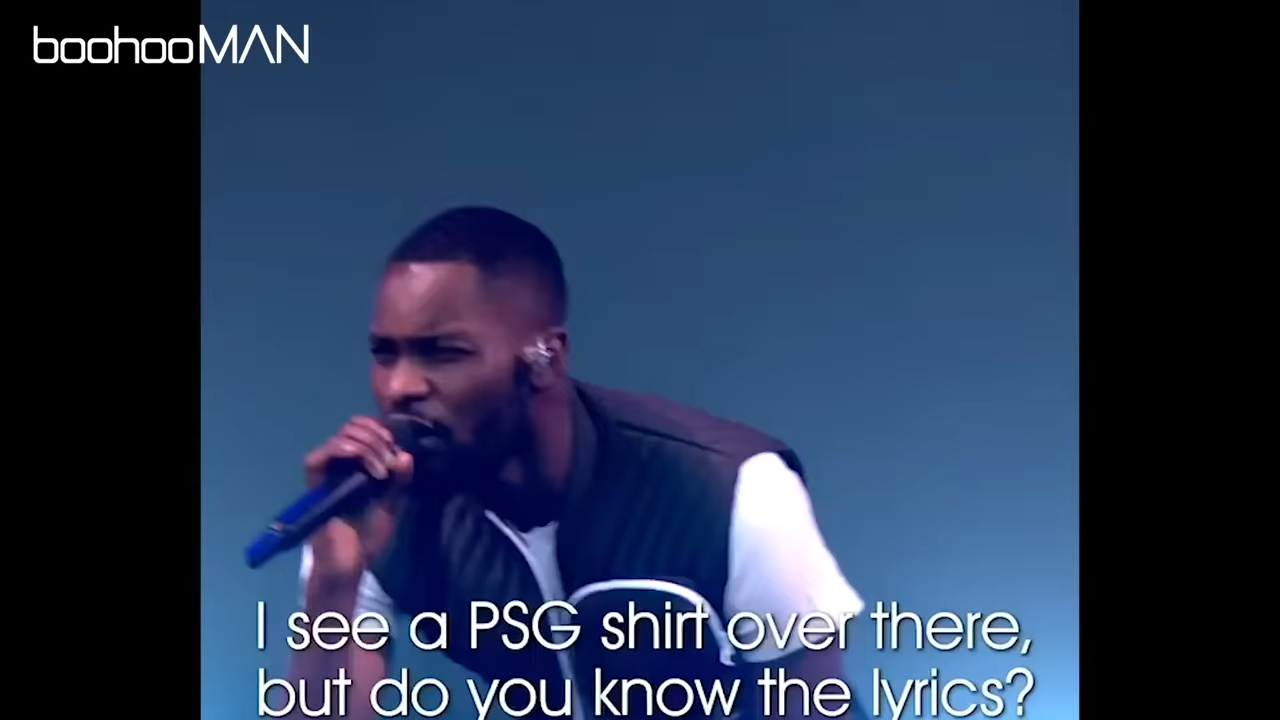 boohooMAN
I see a PSG shirt over there,
but do you know the lyrics?